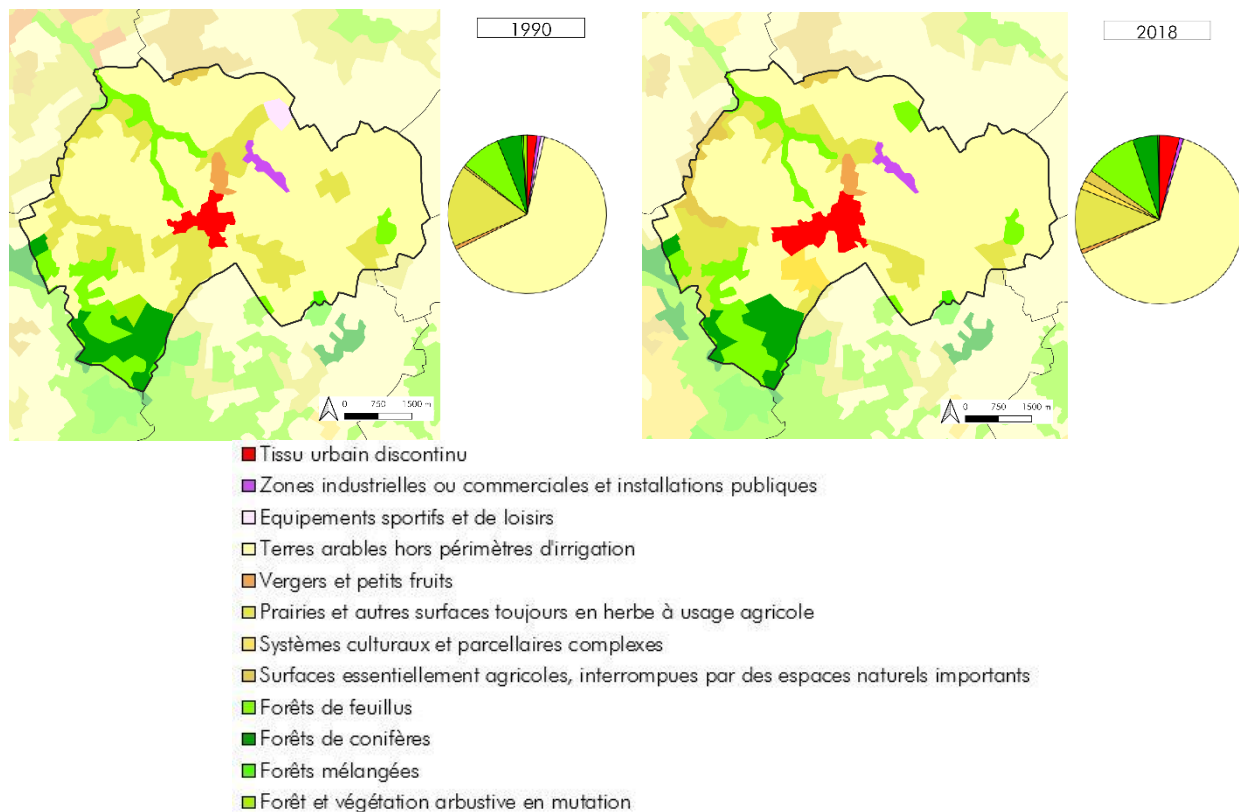 1990
2018
0 750 1500 m
0 750 1500 m
Tissu urbain discontinu
Zones industrielles ou commerciales et installations publiques
Equipements sportifs et de loisirs
Terres arables hors périmètres d'irrigation
Vergers et petits fruits
Prairies et autres surfaces toujours en herbe à usage agricole
Systèmes culturaux et parcellaires complexes
Surfaces essentiellement agricoles, interrompues par des espaces naturels importants
Forêts de feuillus
Forêts de conifères
Forêts mélangées
Forêt et végétation arbustive en mutation